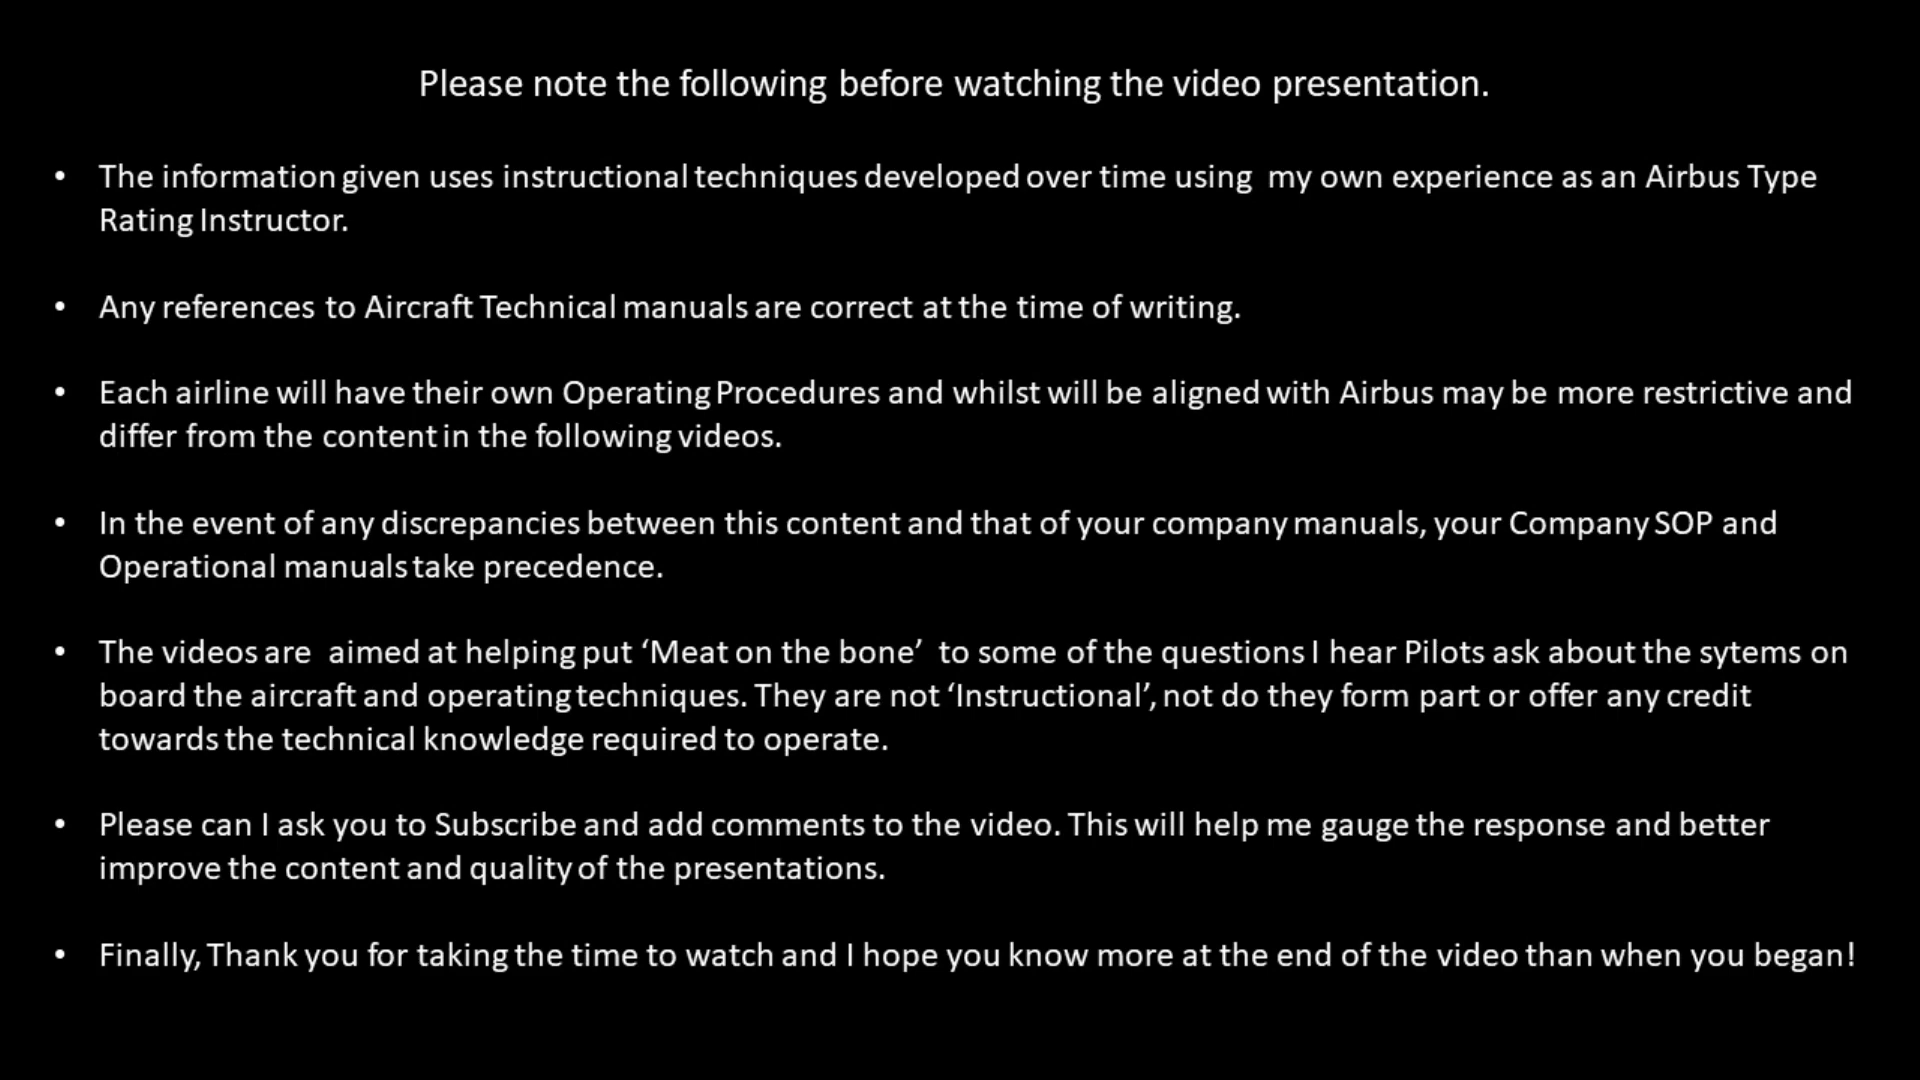 Please note the following before watching the video presentation.
• The information given uses instructional techniques developed over time using my own experience as an Airbus Type
Rating Instructor.
• Any references to Aircraft Technical manuals are correct at the time of writing.
• Each airline will have their own Operating Procedures and whilst will be aligned with Airbus may be more restrictive and
differ from the content in the following videos.
• In the event of any discrepancies between this content and that of your company manuals, your Company SOP and
Operational manuals take precedence.
• The videos are aimed at helping put ‘Meat on the bone’ to some of the questions I hear Pilots ask about the sytems on
board the aircraft and operating techniques. They are not ‘Instructional’, not do they form part or offer any credit
towards the technical knowledge required to operate.
• Please can I ask you to Subscribe and add comments to the video. This will help me gauge the response and better
improve the content and quality of the presentations.
• Finally, Thank you for taking the time to watch and I hope you know more at the end of the video than when you began!